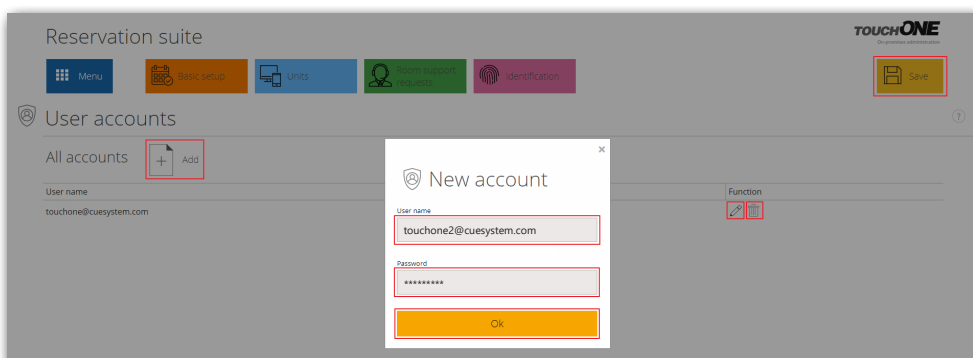 Reservation suite
TOUCHONE
On-premises administration
Menu
Basic setup
Units
Room support requests
Identification
Save
User accounts
?
All accounts
+
Add
×
New account
User name
Function
User name
touchone@cuesystem.com
touchone2@cuesystem.com
Password
*********
Ok